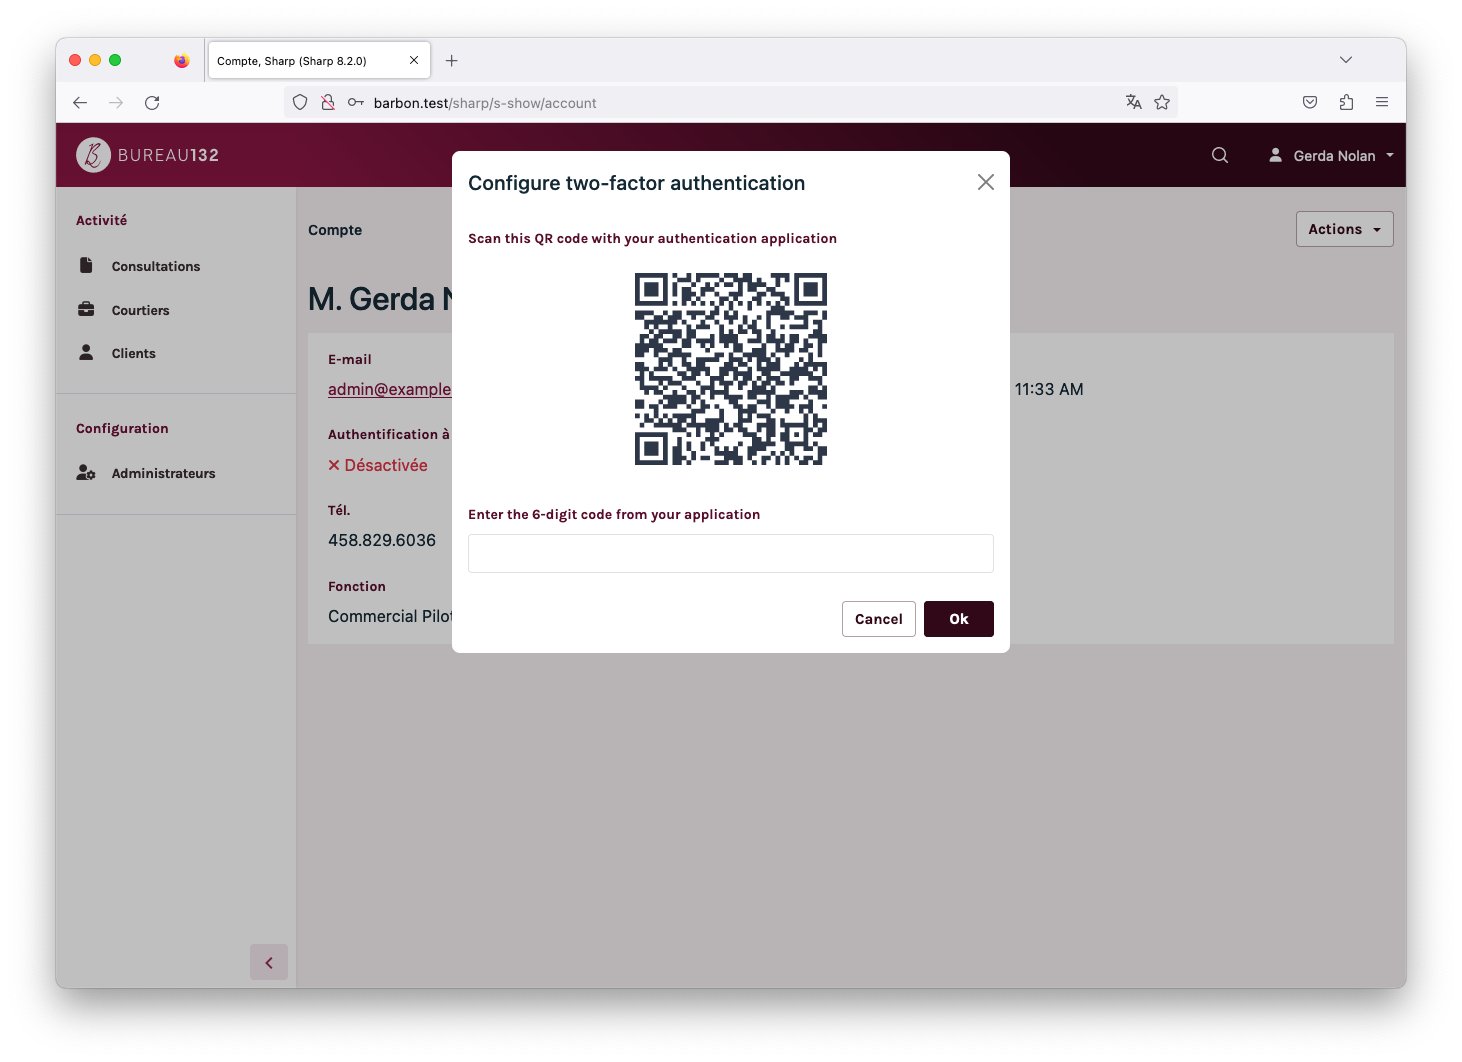 Compte, Sharp (Sharp 8.2.0)
barbon.test/sharp/s-show/account
BUREAU132
Gerda Nolan
Configure two-factor authentication
Activité
Compte
Actions
Scan this QR code with your authentication application
Consultations
Courtiers
Clients
M. Gerda
E-mail
admin@example
11:33 AM
Configuration
Authentification à
Désactivée
Administrateurs
Tél.
458.829.6036
Enter the 6-digit code from your application
Fonction
Commercial
Cancel
Ok